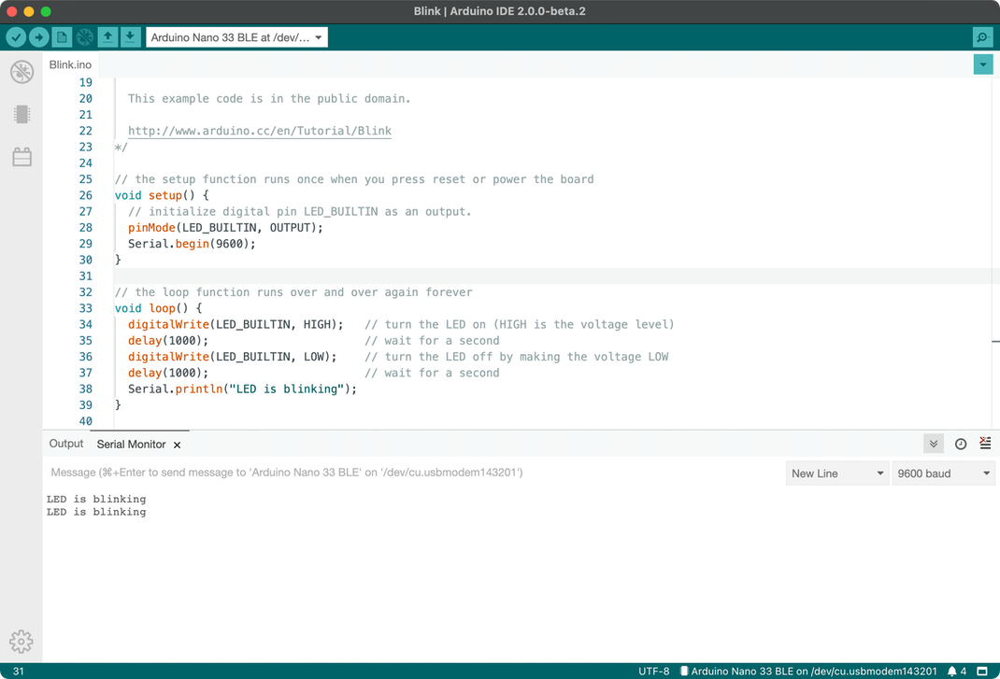 Blink | Arduino IDE 2.0.0-beta.2
Arduino Nano 33 BLE at /dev/...
Blink.ino
19
20 This example code is in the public domain.
21
22 http://www.arduino.cc/en/Tutorial/Blink
23 */
24
25 // the setup function runs once when you press reset or power the board
26 void setup() {
27 // initialize digital pin LED_BUILTIN as an output.
28 pinMode(LED_BUILTIN, OUTPUT);
29 Serial.begin(9600);
30 }
31
32 // the loop function runs over and over again forever
33 void loop() {
34 digitalWrite(LED_BUILTIN, HIGH); // turn the LED on (HIGH is the voltage level)
35 delay(1000); // wait for a second
36 digitalWrite(LED_BUILTIN, LOW); // turn the LED off by making the voltage LOW
37 delay(1000); // wait for a second
38 Serial.println("LED is blinking");
39 }
40
Output Serial Monitor ×
Message (⌘+Enter to send message to 'Arduino Nano 33 BLE' on '/dev/cu.usbmodem143201')
New Line 9600 baud
LED is blinking
LED is blinking
31 UTF-8 Arduino Nano 33 BLE on /dev/cu.usbmodem143201 4